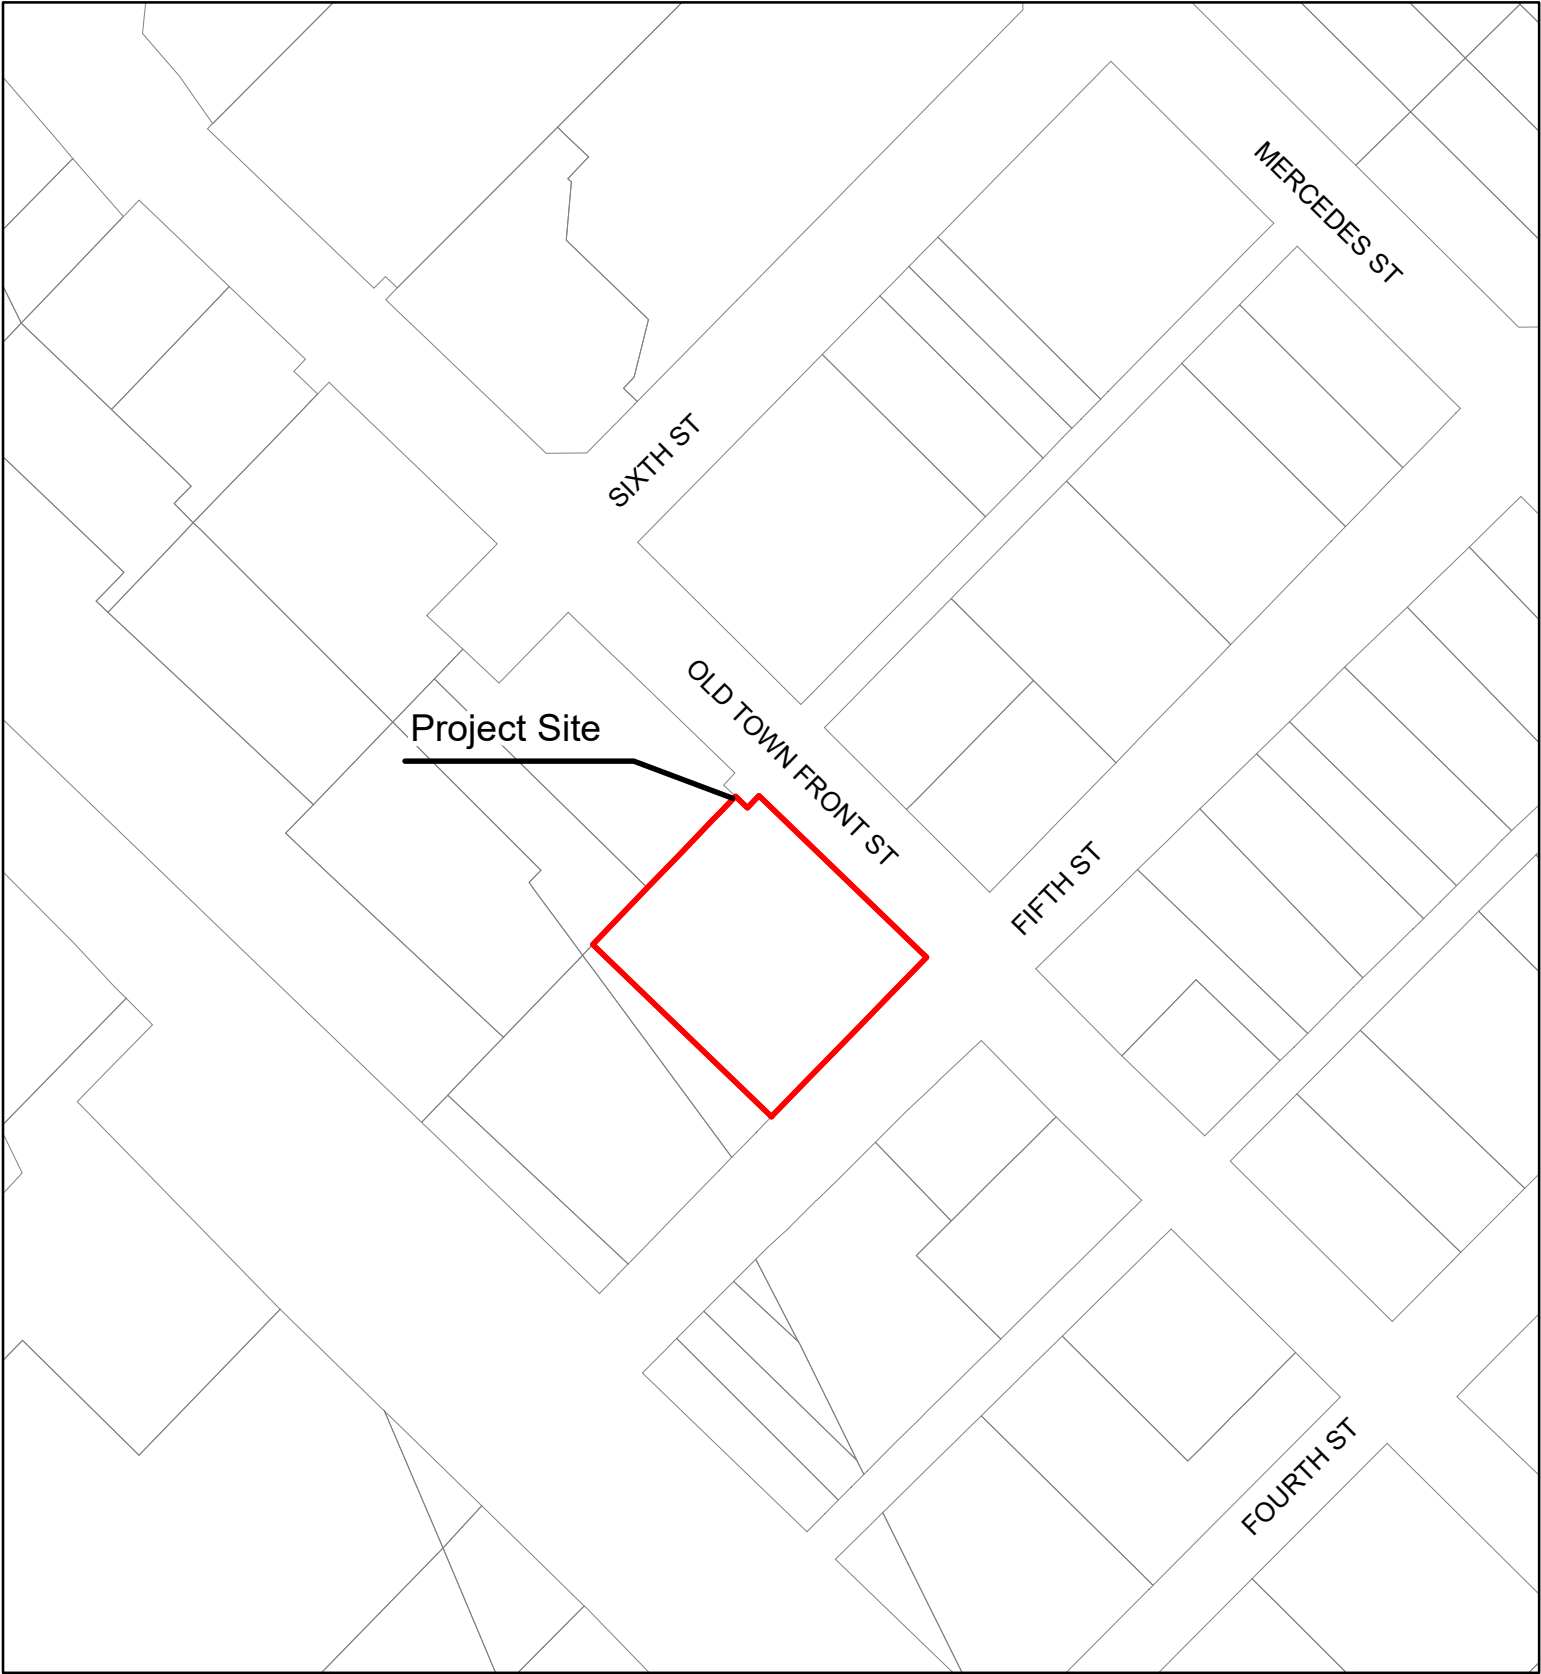 MERCEDES ST
SIXTH ST
OLD TOWN FRONT ST
Project Site
FIFTH ST
FOURTH ST